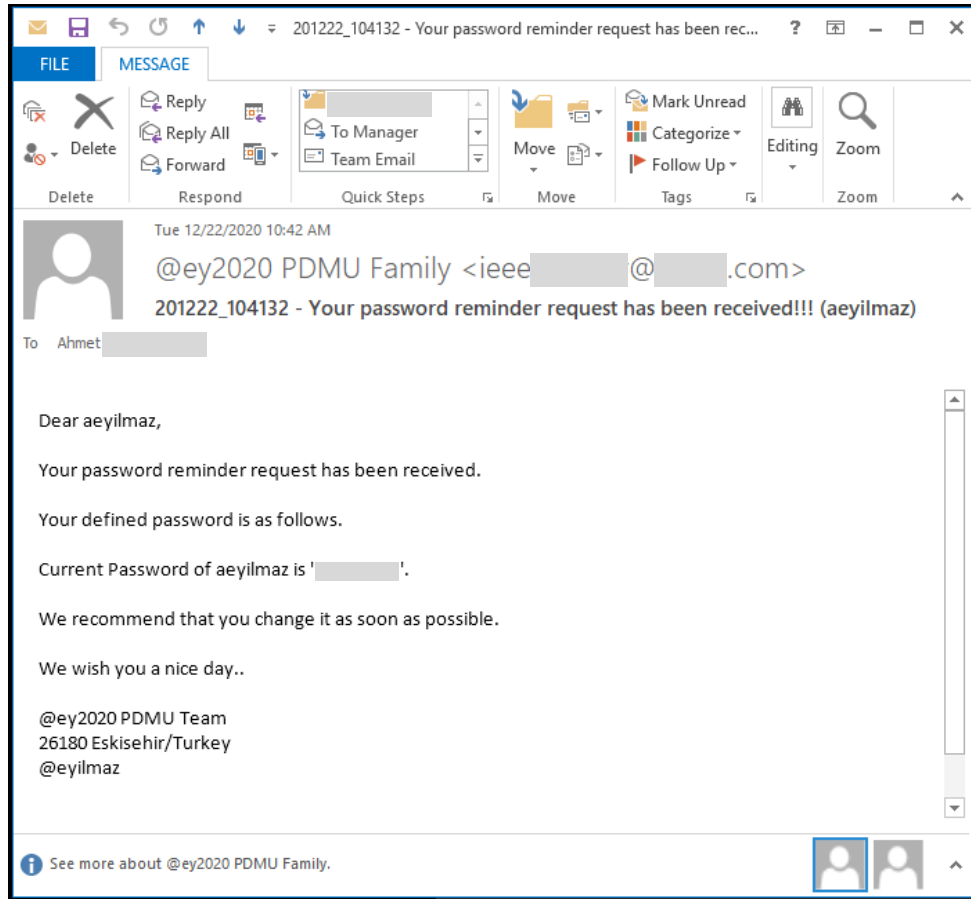 201222_104132 - Your password reminder request has been rec... ?
FILE MESSAGE
Reply
Reply All
Forward
Delete
To Manager
Team Email
Move
Mark Unread
Categorize
Follow Up
Editing
Zoom
Delete Respond Quick Steps Move Tags Zoom
Tue 12/22/2020 10:42 AM
@ey2020 PDMU Family <ieee @ .com>
201222_104132 - Your password reminder request has been received!!! (aeyilmaz)
To Ahmet
Dear aeyilmaz,
Your password reminder request has been received.
Your defined password is as follows.
Current Password of aeyilmaz is ' '.
We recommend that you change it as soon as possible.
We wish you a nice day..
@ey2020 PDMU Team
26180 Eskisehir/Turkey
@eyilmaz
See more about @ey2020 PDMU Family.